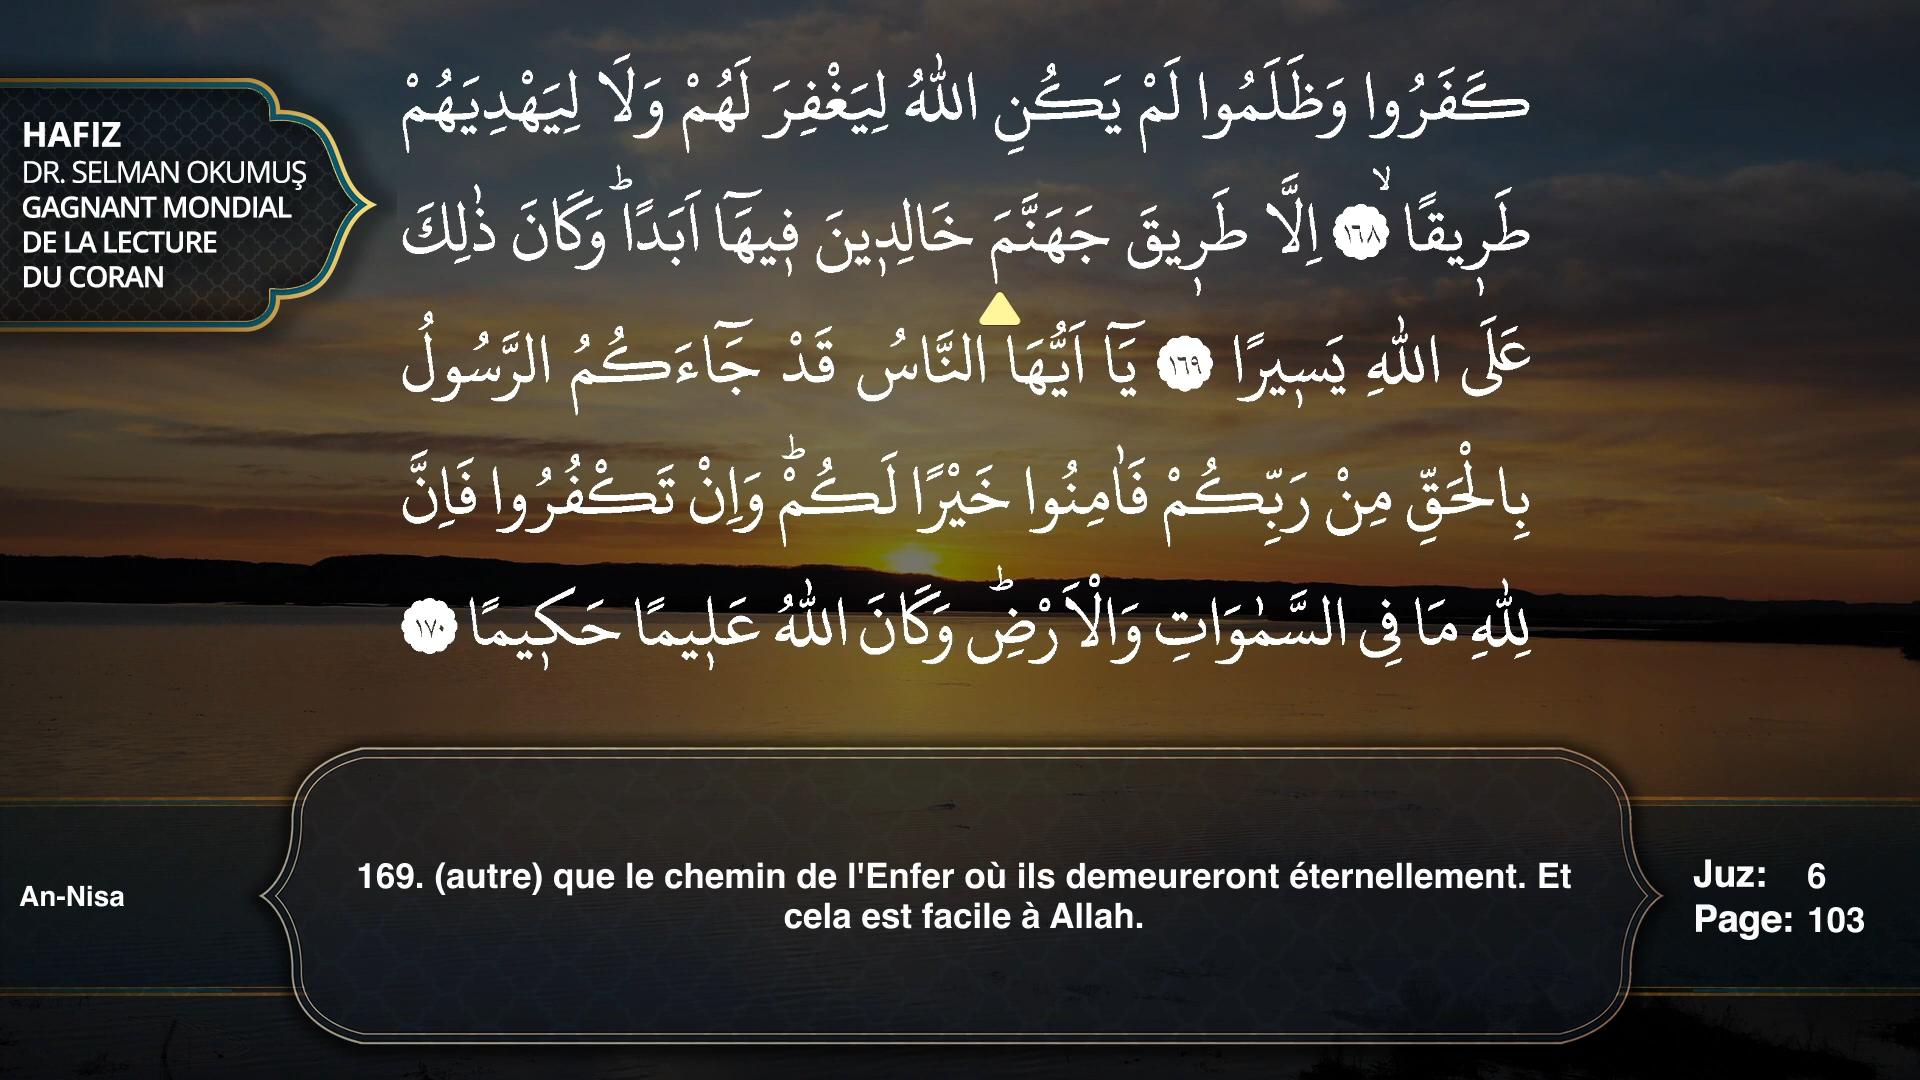 HAFIZ
DR. SELMAN OKUMUŞ
GAGNANT MONDIAL
DE LA LECTURE
DU CORAN
كَفَرُوا وَظَلَمُوا لَمْ يَكُنِ اللّٰهُ لِيَغْفِرَ لَهُمْ وَلَا لِيَهْدِيَهُمْ
طَرٖيقًاۙ ١٦٨ اِلَّا طَرٖيقَ جَهَنَّمَ خَالِدٖينَ فٖيهَٓا اَبَدًاؕ وَكَانَ ذٰلِكَ
عَلَى اللّٰهِ يَسٖيرًا ١٦٩ يَٓا اَيُّهَا النَّاسُ قَدْ جَٓاءَكُمُ الرَّسُولُ
بِالْحَقِّ مِنْ رَبِّكُمْ فَاٰمِنُوا خَيْرًا لَكُمْؕ وَاِنْ تَكْفُرُوا فَاِنَّ
لِلّٰهِ مَا فِى السَّمٰوَاتِ وَالْاَرْضِؕ وَكَانَ اللّٰهُ عَلٖيمًا حَكٖيمًا ١٧٠
169. (autre) que le chemin de l'Enfer où ils demeureront éternellement. Et
cela est facile à Allah.
An-Nisa
Juz: 6
Page: 103